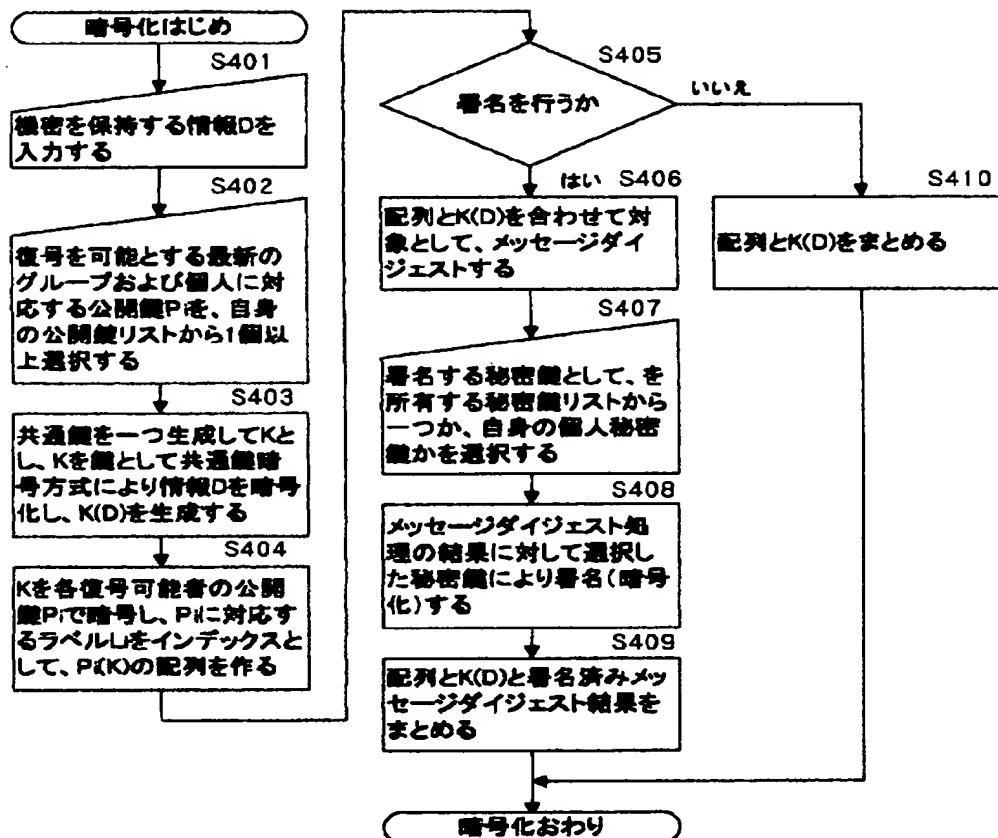 暗号化はじめ
S401
機密を保持する情報Dを
入力する
S402
復号を可能とする最新の
グループおよび個人に対
応する公開鍵Piを、自身
の公開鍵リストから1個以
上選択する
S403
共通鍵を一つ生成してKと
し、Kを鍵として共通鍵暗
号方式により情報Dを暗号
化し、K(D)を生成する
S404
Kを各復号可能者の公開
鍵Piで暗号し、Piに対応す
るラベルLiをインデックスと
して、Pi(K)の配列を作る
S405
署名を行うか
いいえ
はい
S406
配列とK(D)を合わせて対
象として、メッセージダイ
ジェストする
S407
署名する秘密鍵として、を
所有する秘密鍵リストから
一つか、自身の個人秘密
鍵かを選択する
S408
メッセージダイジェスト処
理の結果に対して選択し
た秘密鍵により署名(暗号
化)する
S409
配列とK(D)と署名済みメッ
セージダイジェスト結果を
まとめる
S410
配列とK(D)をまとめる
暗号化おわり